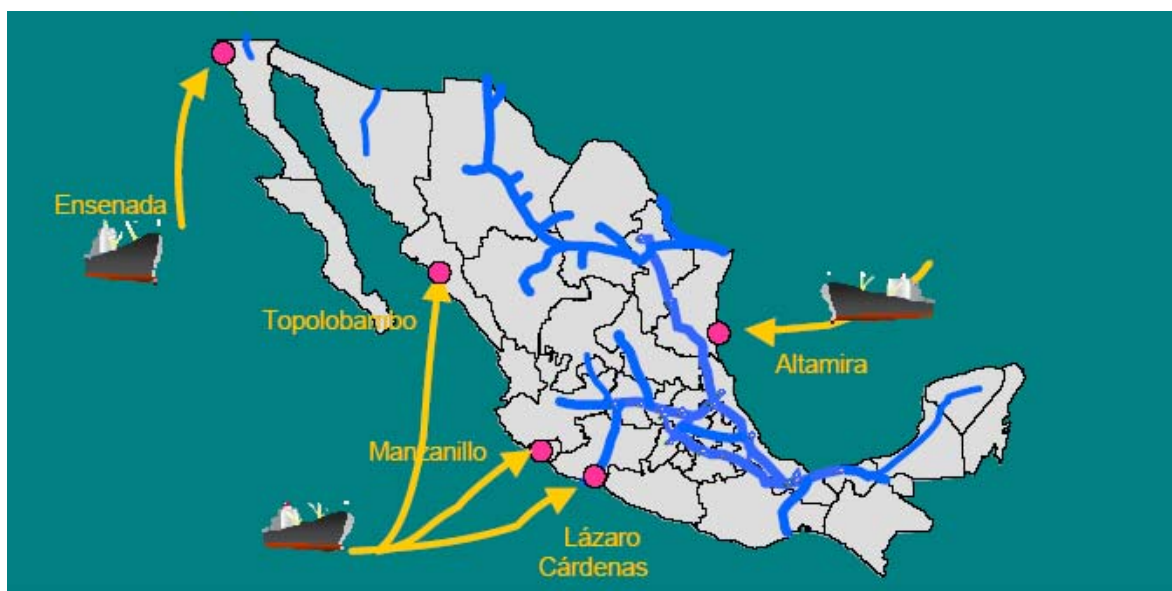 Ensenada
Topolobambo
Altamira
Manzanillo
Lázaro
Cárdenas